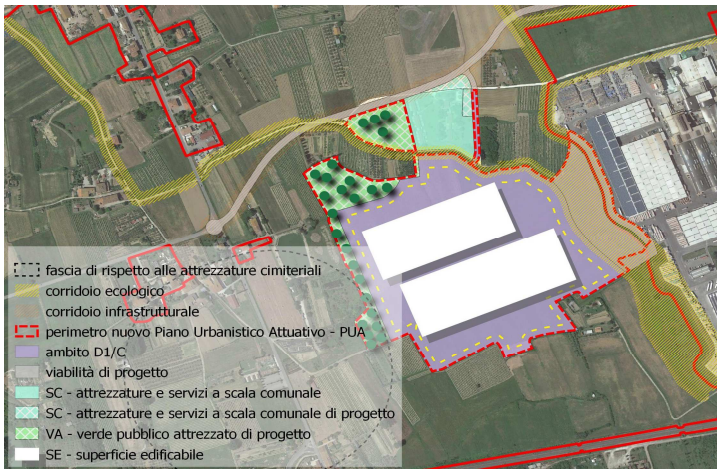 fascia di rispetto alle attrezzature cimiteriali
corridoio ecologico
corridoio infrastrutturale
perimetro nuovo Piano Urbanistico Attuativo - PUA
ambito D1/C
viabilità di progetto
SC - attrezzature e servizi a scala comunale
SC - attrezzature e servizi a scala comunale di progetto
VA - verde pubblico attrezzato di progetto
SE - superficie edificabile